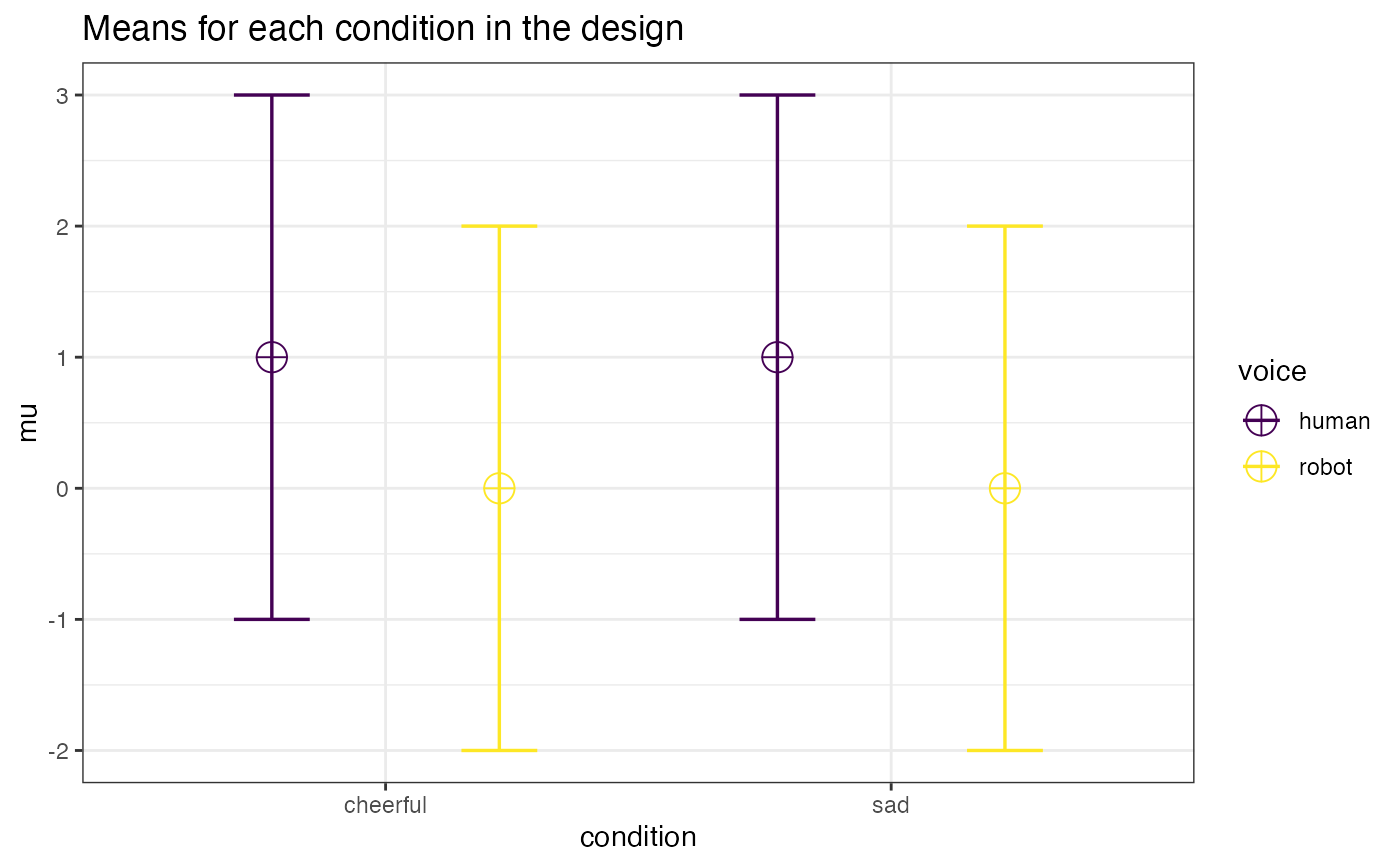 Means for each condition in the design
3
2
1
0
-1
-2
mu
cheerful
sad
condition
voice
human
robot